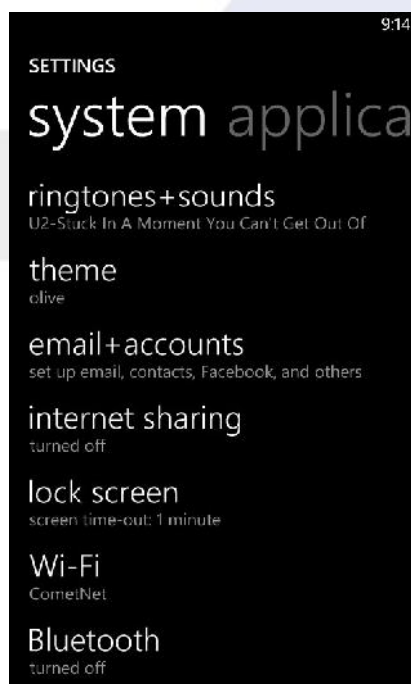 9:14
SETTINGS
system applica
ringtones+sounds
U2-Stuck In A Moment You Can't Get Out Of
theme
olive
email+accounts
set up email, contacts, Facebook, and others
internet sharing
turned off
lock screen
screen time-out: 1 minute
Wi-Fi
CometNet
Bluetooth
turned off